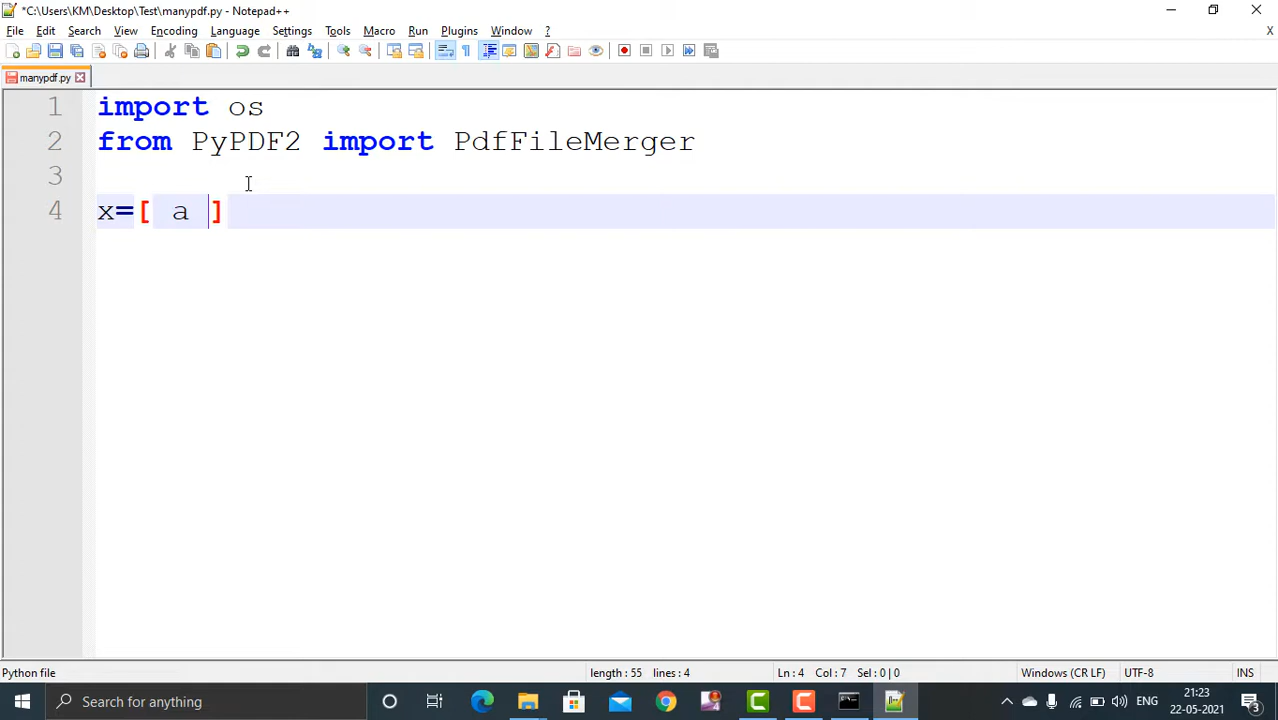 *C:\Users\KM\Desktop\Test\manypdf.py - Notepad++
File Edit Search View Encoding Language Settings Tools Macro Run Plugins Window ? X
manypdf.py
1 import os
2 from PyPDF2 import PdfFileMerger
3
4 x=[ a ]
Python file length : 55 lines : 4 Ln : 4 Col : 7 Sel : 0 | 0 Windows (CR LF) UTF-8 INS
Search for anything ENG 21:23
22-05-2021 3